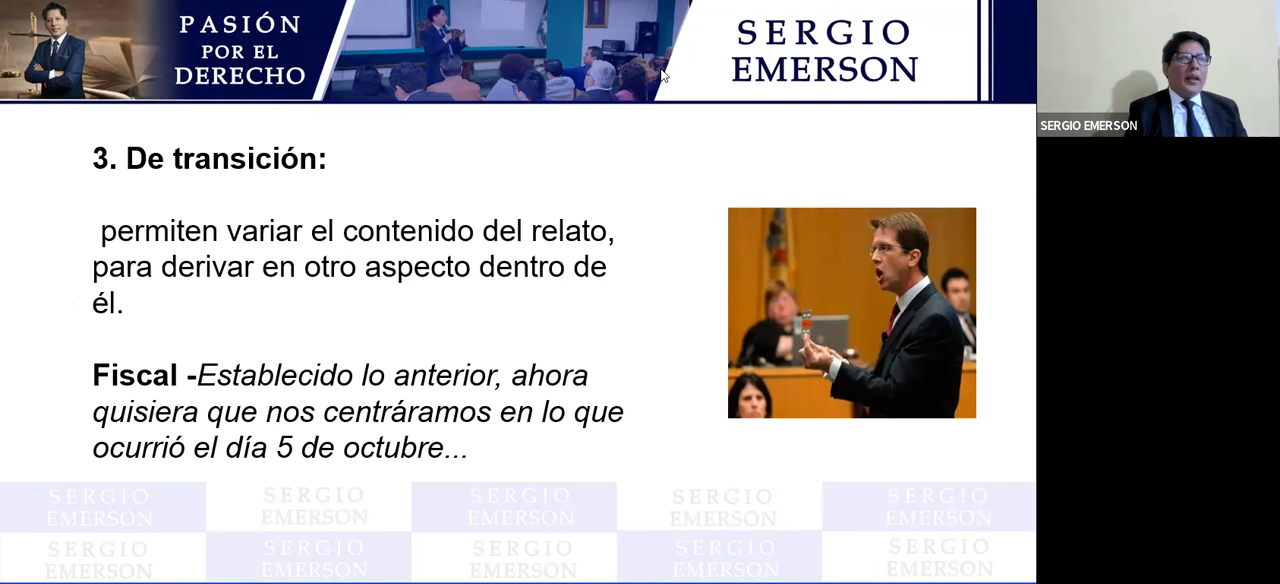 PASIÓN
POR EL
DERECHO
SERGIO
EMERSON
SERGIO EMERSON
3. De transición:
permiten variar el contenido del relato,
para derivar en otro aspecto dentro de
él.
Fiscal -Establecido lo anterior, ahora
quisiera que nos centráramos en lo que
ocurrió el día 5 de octubre...
SERGIO SERGIO SERGIO SERGIO SERGIO
EMERSON EMERSON EMERSON EMERSON EMERSON
SERGIO SERGIO SERGIO SERGIO SERGIO
EMERSON EMERSON EMERSON EMERSON EMERSON